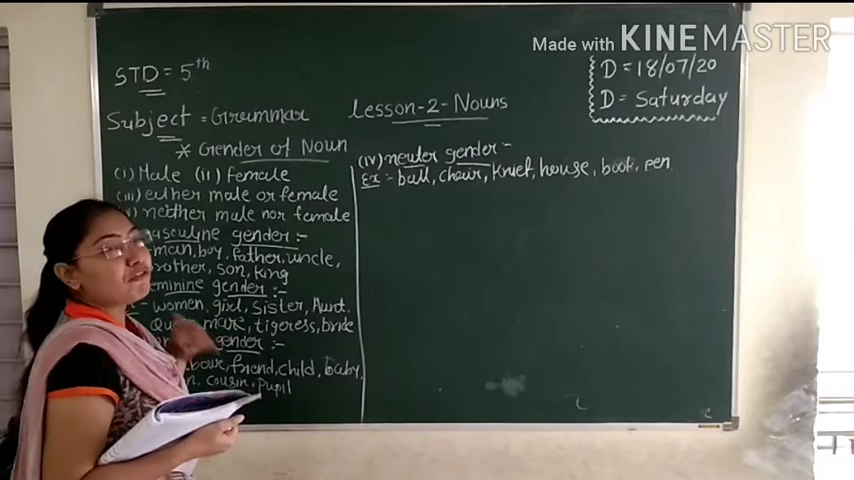 Made with KINEMASTER
STD = 5th
D = 18/07/20
D = Saturday
Subject = Grammar
Lesson-2-Nouns
* Gender of Noun
(i) Male (ii) female
(iii) either male or female
neither male nor female
masculine gender:-
man, boy, father, uncle,
brother, son, king
feminine gender:-
women, girl, Sister, Aunt.
mare, tigeress, bride
gender:-
friend, child, baby,
cousin, pupil
(iv) neuter gender:-
Ex:- ball, chair, Knief, house, book, pen